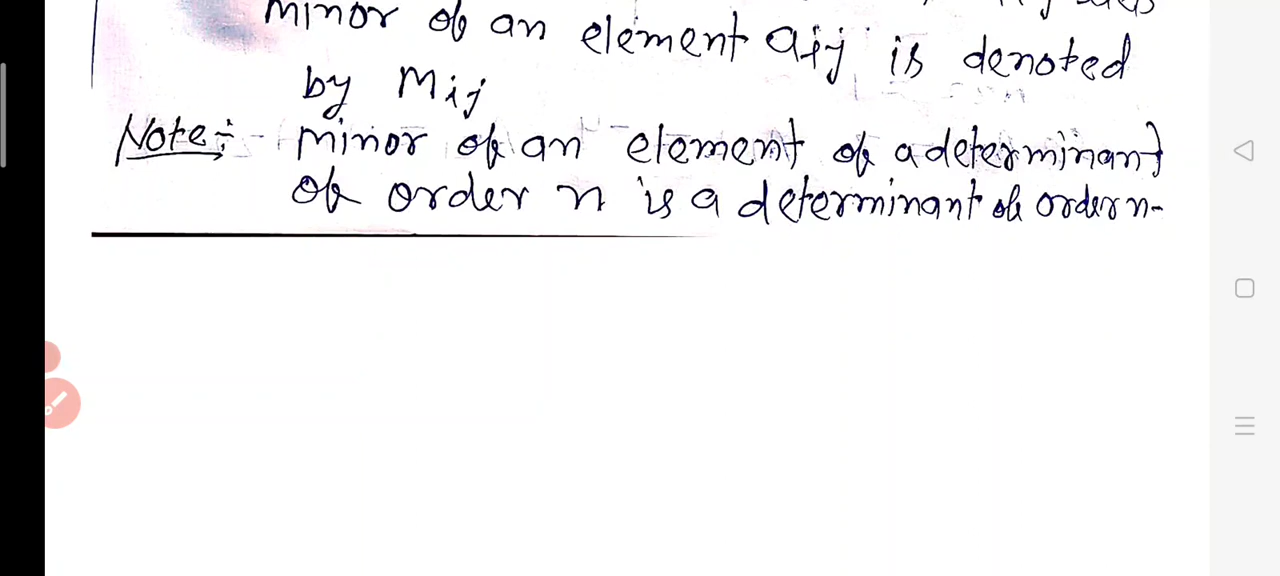 minor of an element aij is denoted
by Mij
Note:- minor of an element of a determinant
of order n is a determinant of order n-